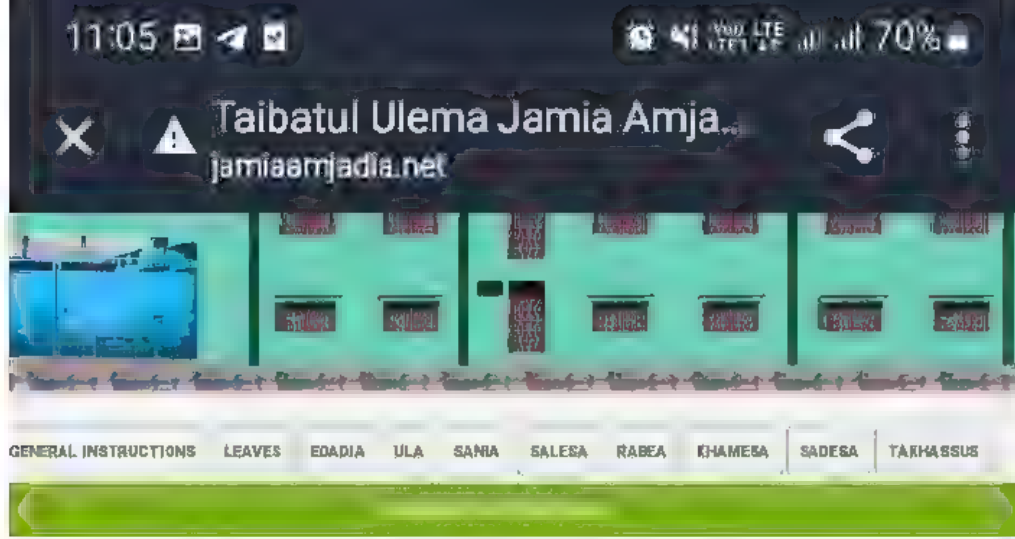 11:05 70%
Taibatul Ulema Jamia Amja...
jamiaamjadia.net
GENERAL INSTRUCTIONS LEAVES EDADIA ULA SANIA SALESA RABEA KHAMESA SADESA TAKHASSUS